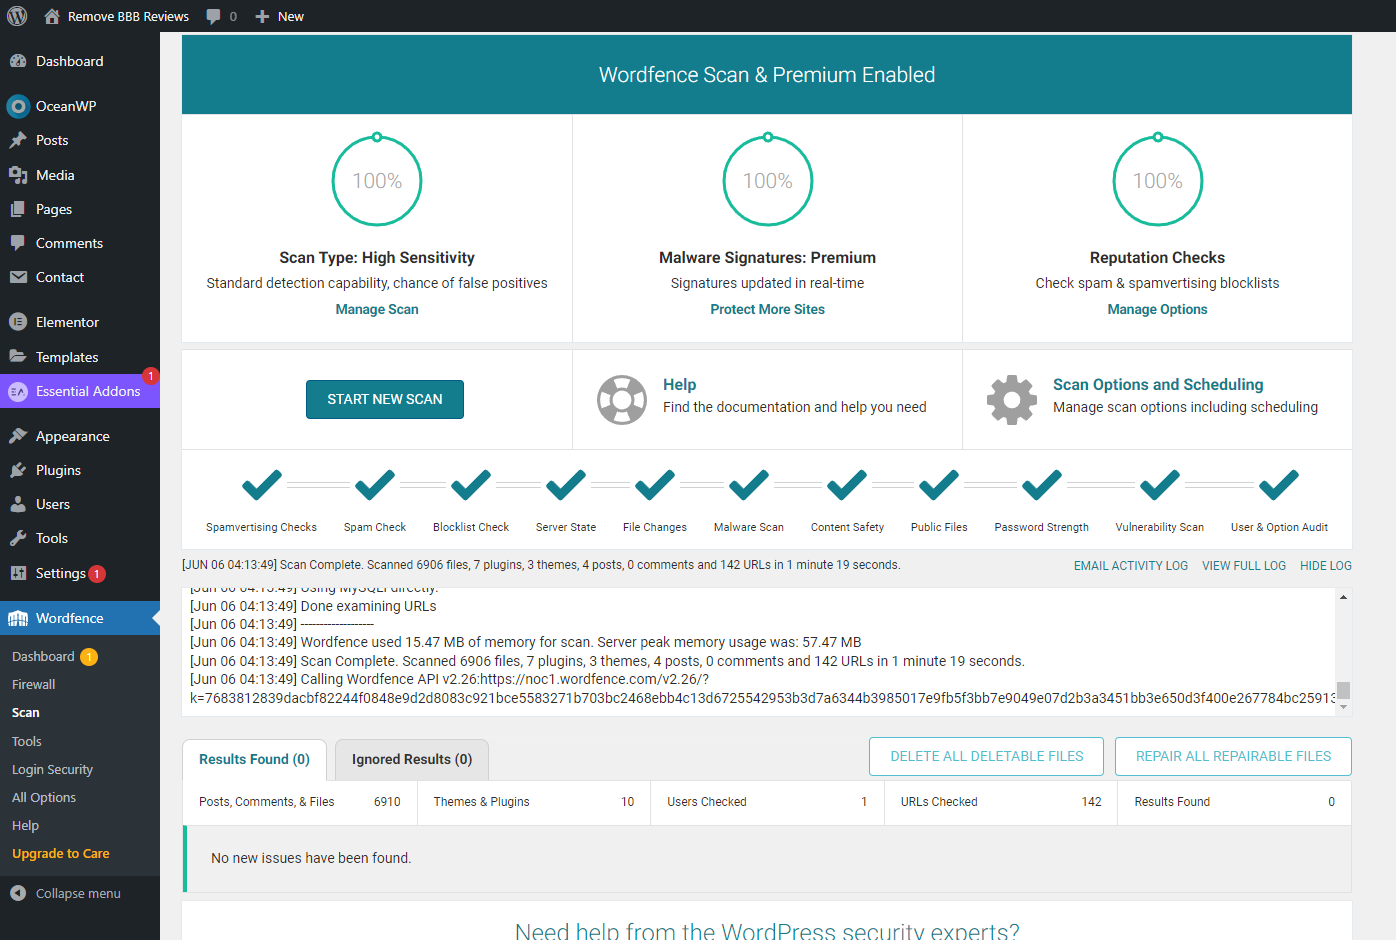 Remove BBB Reviews
0
New
Dashboard
OceanWP
Posts
Media
Pages
Comments
Contact
Elementor
Templates
1
Essential Addons
Appearance
Plugins
Users
Tools
Settings 1
Wordfence
Dashboard 1
Firewall
Scan
Tools
Login Security
All Options
Help
Upgrade to Care
Collapse menu
Wordfence Scan & Premium Enabled
100%
Scan Type: High Sensitivity
Standard detection capability, chance of false positives
Manage Scan
100%
Malware Signatures: Premium
Signatures updated in real-time
Protect More Sites
100%
Reputation Checks
Check spam & spamvertising blocklists
Manage Options
START NEW SCAN
Help
Find the documentation and help you need
Scan Options and Scheduling
Manage scan options including scheduling
Spamvertising Checks
Spam Check
Blocklist Check
Server State
File Changes
Malware Scan
Content Safety
Public Files
Password Strength
Vulnerability Scan
User & Option Audit
[JUN 06 04:13:49] Scan Complete. Scanned 6906 files, 7 plugins, 3 themes, 4 posts, 0 comments and 142 URLs in 1 minute 19 seconds.
EMAIL ACTIVITY LOG
VIEW FULL LOG
HIDE LOG
[Jun 06 04:13:49] Using MySQLi directly.
[Jun 06 04:13:49] Done examining URLs
[Jun 06 04:13:49] -------------------
[Jun 06 04:13:49] Wordfence used 15.47 MB of memory for scan. Server peak memory usage was: 57.47 MB
[Jun 06 04:13:49] Scan Complete. Scanned 6906 files, 7 plugins, 3 themes, 4 posts, 0 comments and 142 URLs in 1 minute 19 seconds.
[Jun 06 04:13:49] Calling Wordfence API v2.26:https://noc1.wordfence.com/v2.26/?
k=7683812839dacbf82244f0848e9d2d8083c921bce5583271b703bc2468ebb4c13d6725542953b3d7a6344b3985017e9fb5f3bb7e9049e07d2b3a3451bb3e650d3f400e267784bc25913
Results Found (0)
Ignored Results (0)
DELETE ALL DELETABLE FILES
REPAIR ALL REPAIRABLE FILES
Posts, Comments, & Files 6910
Themes & Plugins 10
Users Checked 1
URLs Checked 142
Results Found 0
No new issues have been found.
Need help from the WordPress security experts?